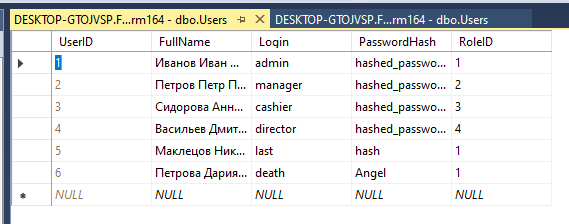 DESKTOP-GTOJVSP.F...rm164 - dbo.Users DESKTOP-GTOJVSP.F...rm164 - dbo.Users
UserID FullName Login PasswordHash RoleID
1 Иванов Иван ... admin hashed_passwo... 1
2 Петров Петр П... manager hashed_passwo... 2
3 Сидорова Анн... cashier hashed_passwo... 3
4 Васильев Дмит... director hashed_passwo... 4
5 Маклецов Ник... last hash 1
6 Петрова Дария... death Angel 1
NULL NULL NULL NULL NULL